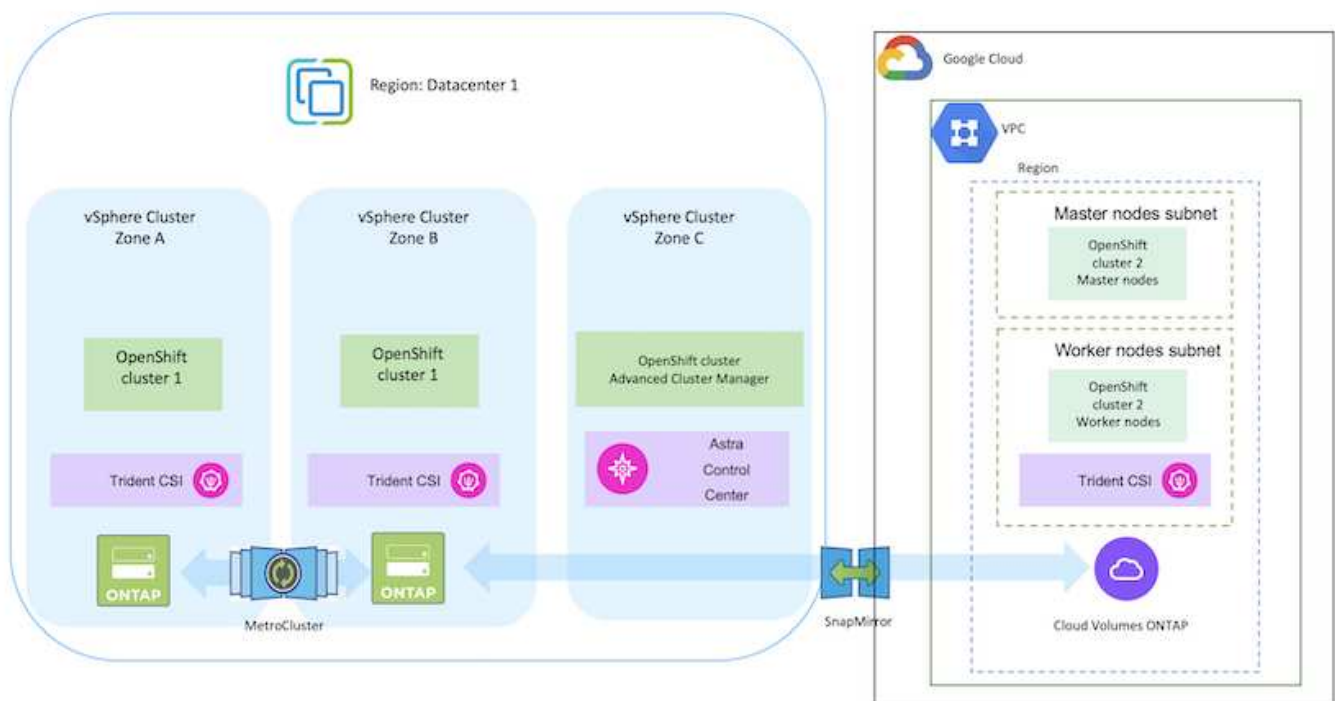 Region: Datacenter 1
vSphere Cluster
Zone A
vSphere Cluster
Zone B
vSphere Cluster
Zone C
OpenShift
cluster 1
OpenShift
cluster 1
OpenShift cluster
Advanced Cluster Manager
Trident CSI
Trident CSI
Astra
Control
Center
ONTAP
ONTAP
MetroCluster
SnapMirror
Google Cloud
VPC
Region
Master nodes subnet
OpenShift
cluster 2
Master nodes
Worker nodes subnet
OpenShift
cluster 2
Worker nodes
Trident CSI
Cloud Volumes ONTAP